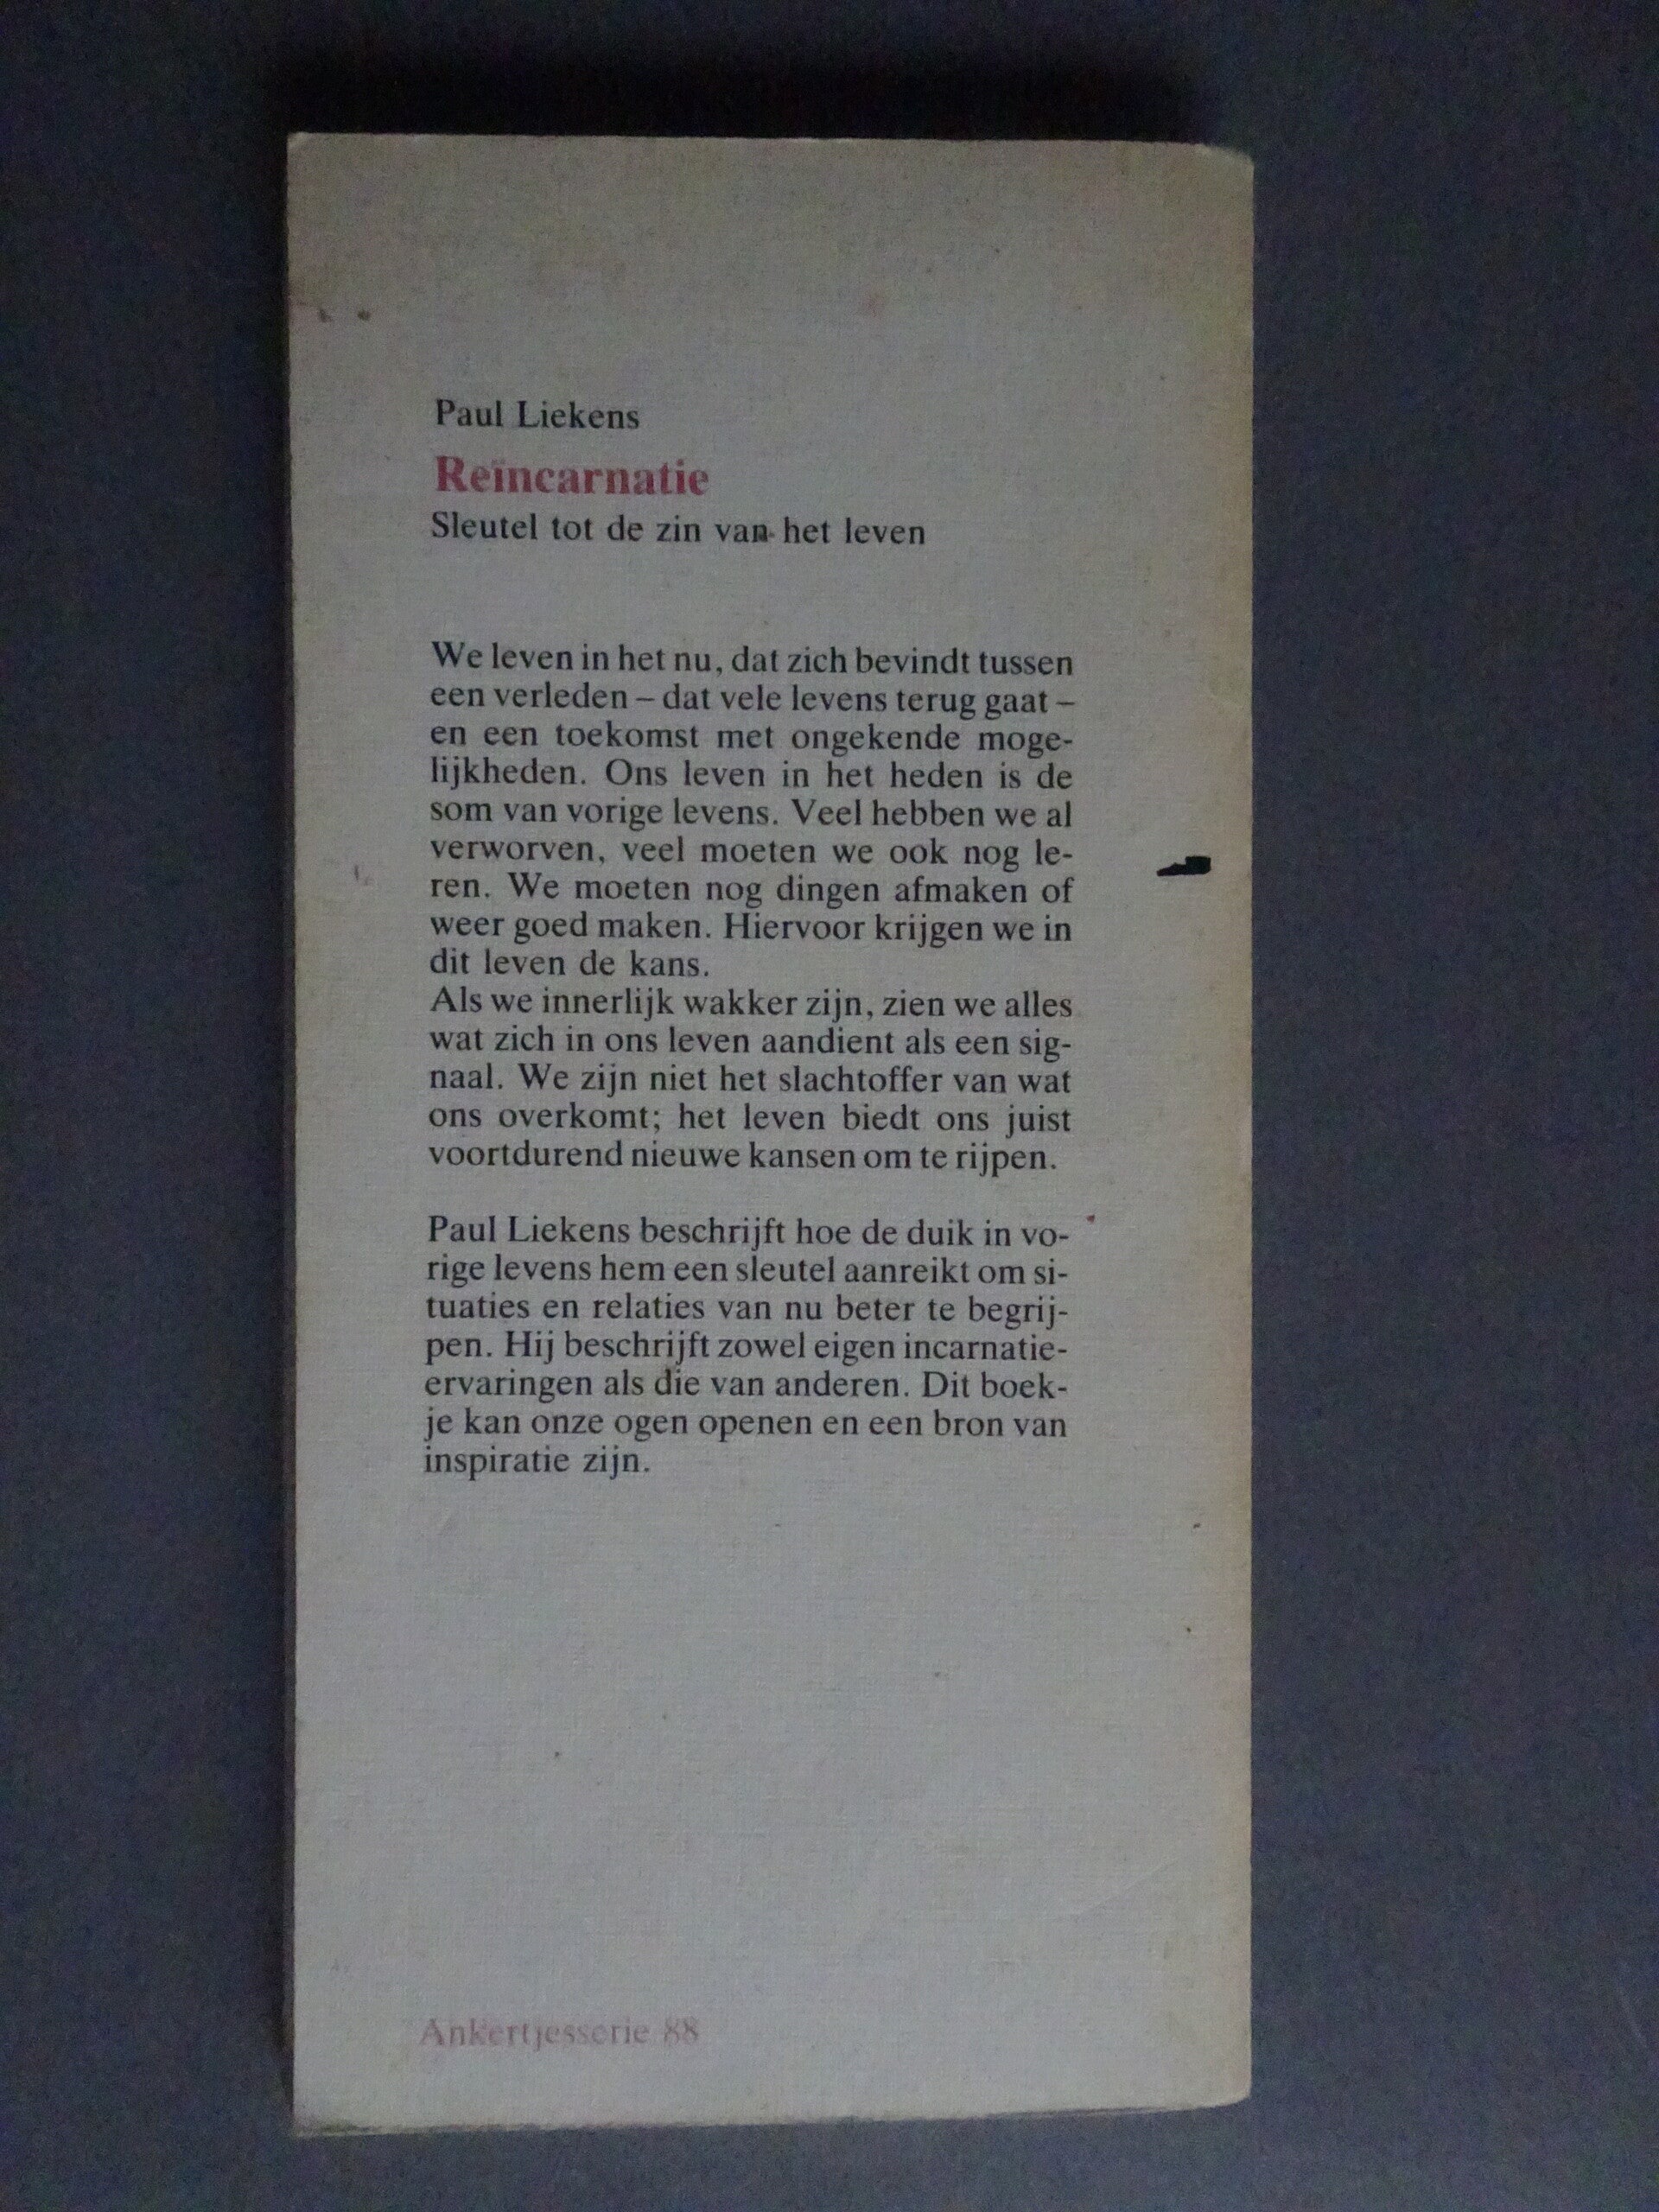 Paul Liekens
Reïncarnatie
Sleutel tot de zin van het leven
We leven in het nu, dat zich bevindt tussen
een verleden – dat vele levens terug gaat –
en een toekomst met ongekende moge-
lijkheden. Ons leven in het heden is de
som van vorige levens. Veel hebben we al
verworven, veel moeten we ook nog le-
ren. We moeten nog dingen afmaken of
weer goed maken. Hiervoor krijgen we in
dit leven de kans.
Als we innerlijk wakker zijn, zien we alles
wat zich in ons leven aandient als een sig-
naal. We zijn niet het slachtoffer van wat
ons overkomt; het leven biedt ons juist
voortdurend nieuwe kansen om te rijpen.
Paul Liekens beschrijft hoe de duik in vo-
rige levens hem een sleutel aanreikt om si-
tuaties en relaties van nu beter te begrij-
pen. Hij beschrijft zowel eigen incarnatie-
ervaringen als die van anderen. Dit boek-
je kan onze ogen openen en een bron van
inspiratie zijn.
Ankertjesserie 88